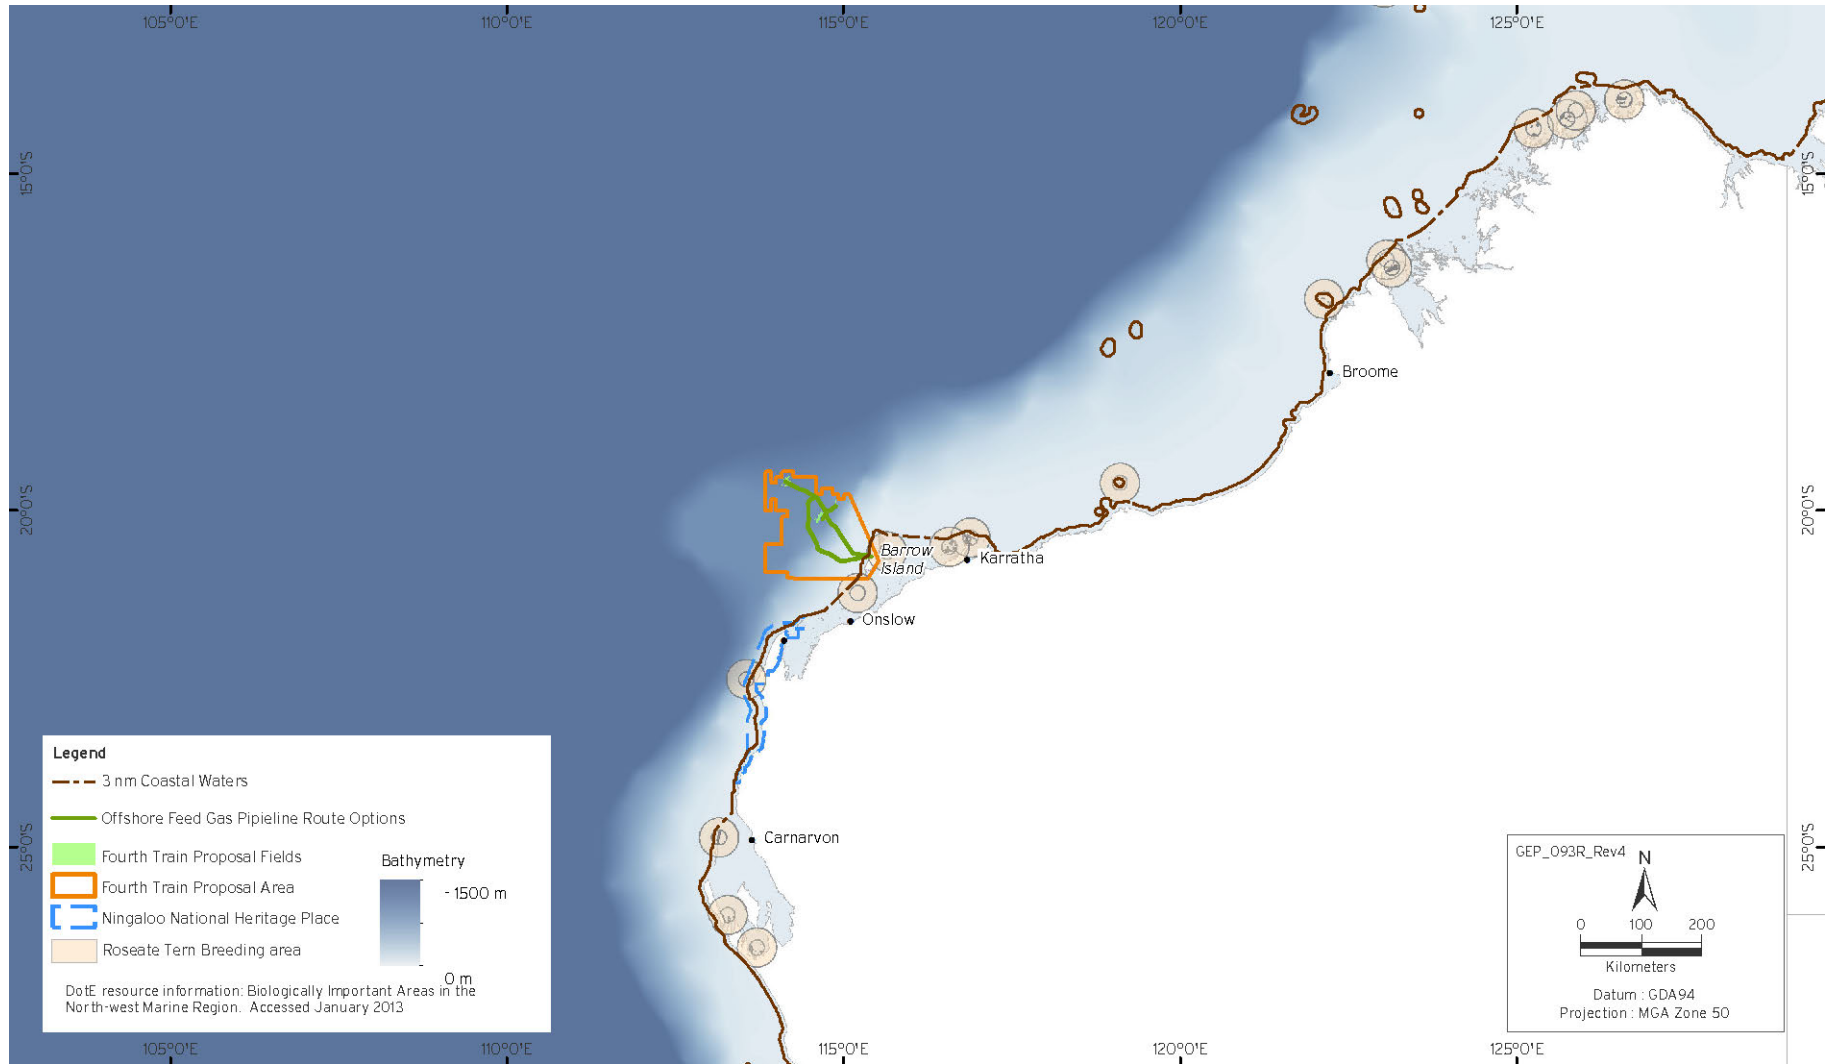 105°0'E
110°0'E
115°0'E
120°0'E
125°0'E
15°0'S
15°0'S
Broome
20°0'S
20°0'S
Barrow
Island
Karratha
Onslow
Carnarvon
25°0'S
25°0'S
Legend
3 nm Coastal Waters
Offshore Feed Gas Pipieline Route Options
Fourth Train Proposal Fields
Fourth Train Proposal Area
Ningaloo National Heritage Place
Roseate Tern Breeding area
Bathymetry
- 1500 m
0 m
DotE resource information: Biologically Important Areas in the
North-west Marine Region. Accessed January 2013
GEP_093R_Rev4
N
0 100 200
Kilometers
Datum : GDA94
Projection : MGA Zone 50
105°0'E
110°0'E
115°0'E
120°0'E
125°0'E